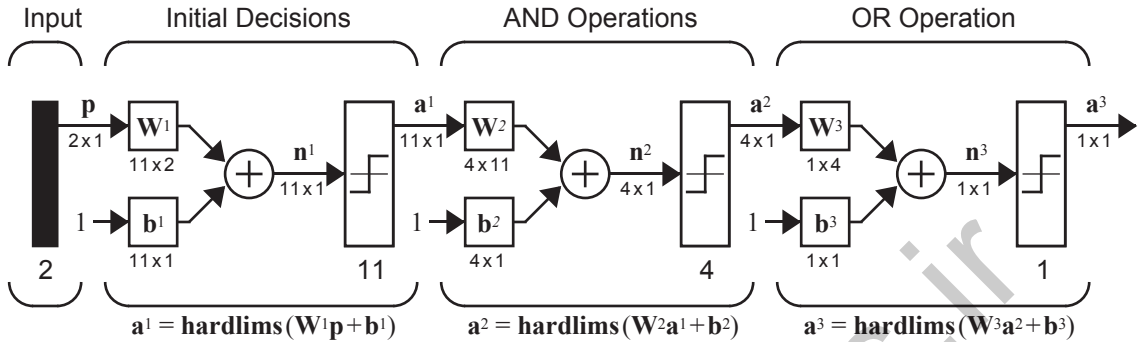 Input Initial Decisions AND Operations OR Operation
p a¹ a² a³
W¹ W² W³
2 x 1 11 x 1 4 x 1 1 x 1
11 x 2 4 x 11 1 x 4
n¹ n² n³
11 x 1 4 x 1 1 x 1
1 b¹ 1 b² 1 b³
11 x 1 4 x 1 1 x 1
2 11 4 1
a¹ = hardlims (W¹p + b¹) a² = hardlims (W²a¹ + b²) a³ = hardlims (W³a² + b³)